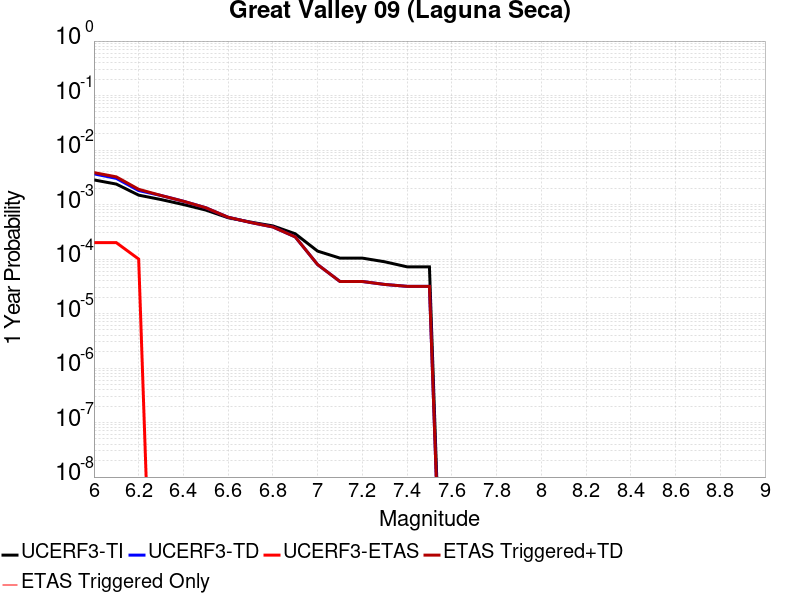 Great Valley 09 (Laguna Seca)
10^0
10^-1
10^-2
10^-3
10^-4
10^-5
10^-6
10^-7
10^-8
1 Year Probability
6 6.2 6.4 6.6 6.8 7 7.2 7.4 7.6 7.8 8 8.2 8.4 8.6 8.8 9
Magnitude
UCERF3-TI UCERF3-TD UCERF3-ETAS ETAS Triggered+TD
ETAS Triggered Only